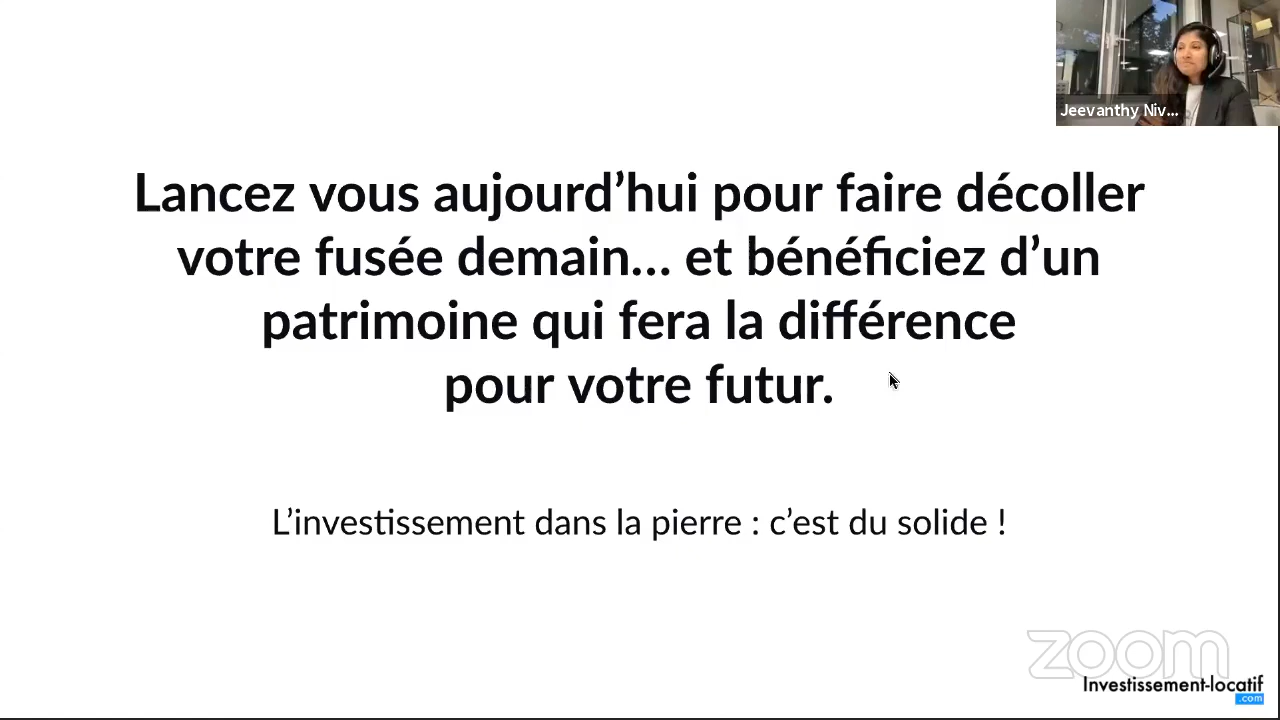 Jeevanthy Niv...
Lancez vous aujourd’hui pour faire décoller
votre fusée demain... et bénéficiez d’un
patrimoine qui fera la différence
pour votre futur.
L’investissement dans la pierre : c’est du solide !
zoom
Investissement-locatif
.com